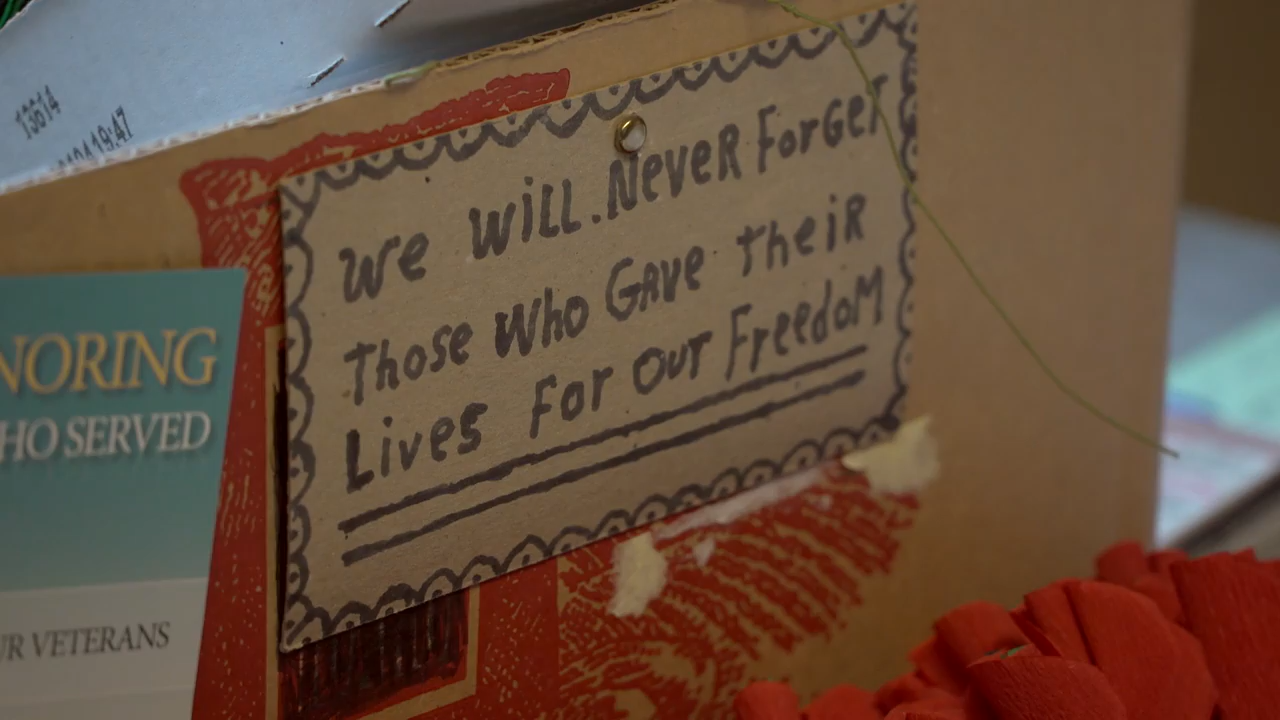 13614
19:47
We WiLL.NeveR ForGeT
Those Who GAve TheiR
Lives For OUr FreedoM
NORING
HO SERVED
UR VETERANS